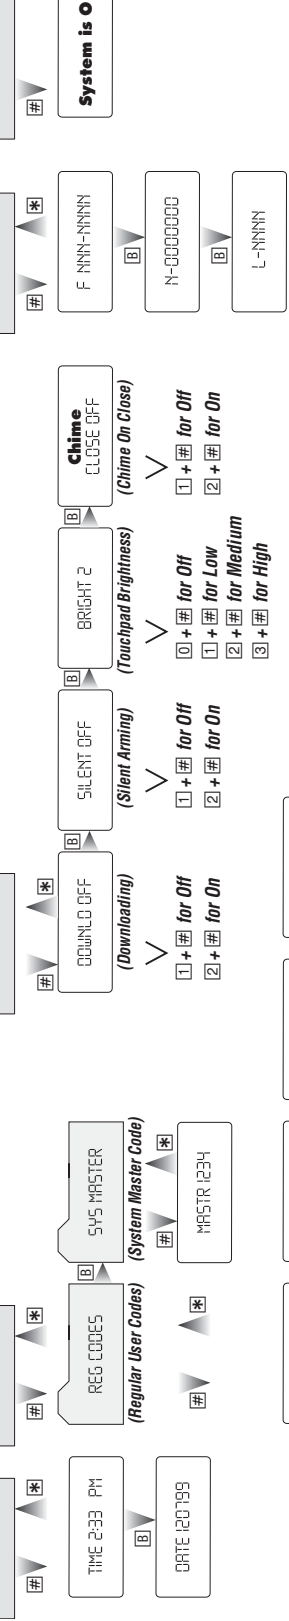 # *
TIME 2:33 PM
B
DATE 120799
# *
REG CODES
(Regular User Codes)
# *
B
SYS MASTER
(System Master Code)
# *
MASTR 1234
# *
DOWNLD OFF
(Downloading)
1 + # for Off
2 + # for On
B
SILENT OFF
(Silent Arming)
1 + # for Off
2 + # for On
B
BRIGHT 2
(Touchpad Brightness)
0 + # for Off
1 + # for Low
2 + # for Medium
3 + # for High
B
Chime
CLOSE OFF
(Chime On Close)
1 + # for Off
2 + # for On
# *
F NNN-NNNN
B
N-0000000
B
L-NNNN
#
System is O